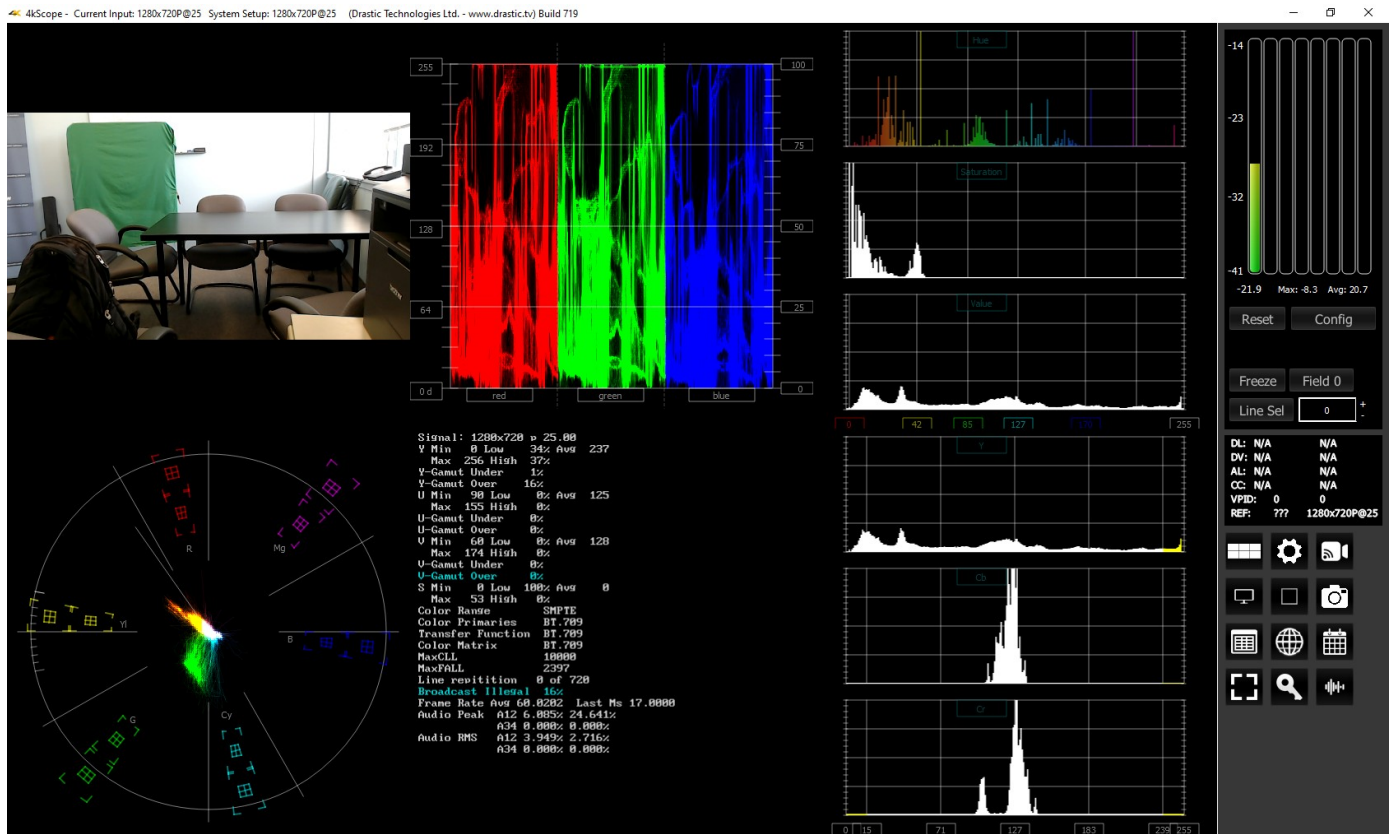 4kScope - Current Input: 1280x720P@25 System Setup: 1280x720P@25 (Drastic Technologies Ltd. - www.drastic.tv) Build 719
255
192
128
64
0 d
100
75
50
25
0
red
green
blue
Hue
Saturation
Value
0
42
85
127
170
255
Y
Cb
Cr
0
15
71
127
183
239
255
R
Mg
Yl
B
G
Cy
Signal: 1280x720 p 25.00
Y Min 0 Low 34% Avg 237
Max 256 High 37%
Y-Gamut Under 1%
Y-Gamut Over 16%
U Min 90 Low 0% Avg 125
Max 155 High 0%
U-Gamut Under 0%
U-Gamut Over 0%
V Min 60 Low 0% Avg 128
Max 174 High 0%
V-Gamut Under 0%
V-Gamut Over 0%
S Min 0 Low 100% Avg 0
Max 53 High 0%
Color Range SMPTE
Color Primaries BT.709
Transfer Function BT.709
Color Matrix BT.709
MaxCLL 10000
MaxFALL 2397
Line repitition 0 of 720
Broadcast Illegal 16%
Frame Rate Avg 60.0202 Last Ms 17.0000
Audio Peak A12 6.085% 24.641%
A34 0.000% 0.000%
Audio RMS A12 3.949% 2.716%
A34 0.000% 0.000%
-14
-23
-32
-41
-21.9 Max: -8.3 Avg: 20.7
Reset Config
Freeze Field 0
Line Sel 0 + -
DL: N/A N/A
DV: N/A N/A
AL: N/A N/A
CC: N/A N/A
VPID: 0 0
REF: ??? 1280x720P@25